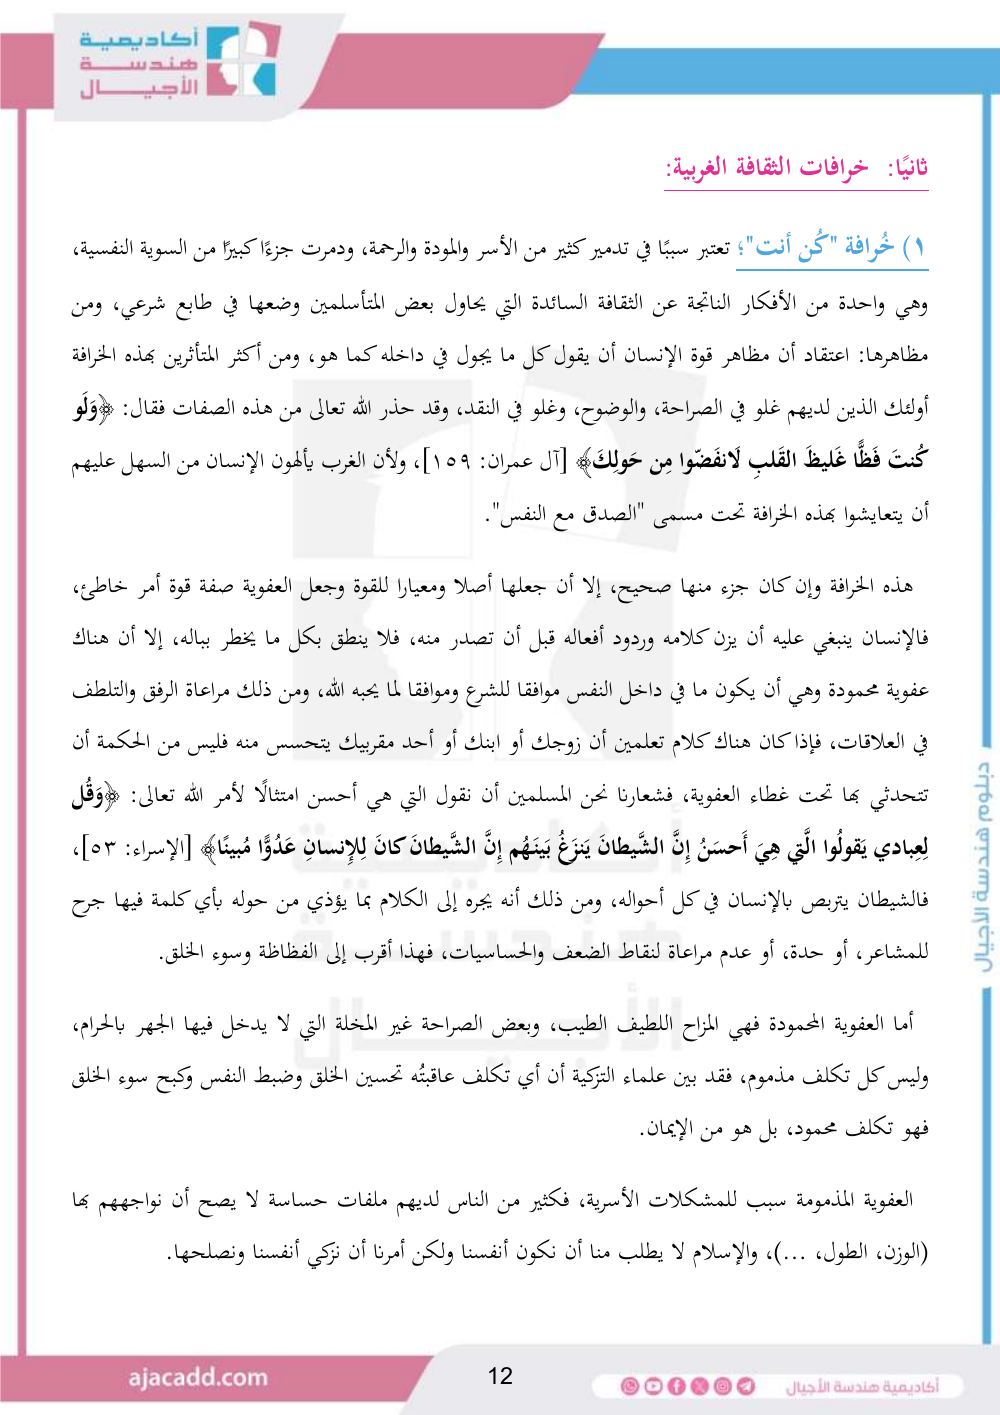 أكاديمية
هندسة
الأجيال
ثانيًا: خرافات الثقافة الغربية:
١) خُرافة "كُن أنت"؛ تعتبر سببًا في تدمير كثير من الأسر والمودة والرحمة، ودمرت جزءًا كبيرًا من السوية النفسية،
وهي واحدة من الأفكار الناتجة عن الثقافة السائدة التي يحاول بعض المتأسلمين وضعها في طابع شرعي، ومن
مظاهرها: اعتقاد أن مظاهر قوة الإنسان أن يقول كل ما يجول في داخله كما هو، ومن أكثر المتأثرين بهذه الخرافة
أولئك الذين لديهم غلو في الصراحة، والوضوح، وغلو في النقد، وقد حذر الله تعالى من هذه الصفات فقال: ﴿وَلَو
كُنتَ فَظًّا غَليظَ القَلبِ لَانفَضّوا مِن حَولِكَ﴾ [آل عمران: ١٥٩]، ولأن الغرب يألهون الإنسان من السهل عليهم
أن يتعايشوا بهذه الخرافة تحت مسمى "الصدق مع النفس".
هذه الخرافة وإن كان جزء منها صحيح، إلا أن جعلها أصلا ومعيارا للقوة وجعل العفوية صفة قوة أمر خاطئ،
فالإنسان ينبغي عليه أن يزن كلامه وردود أفعاله قبل أن تصدر منه، فلا ينطق بكل ما يخطر بباله، إلا أن هناك
عفوية محمودة وهي أن يكون ما في داخل النفس موافقا للشرع وموافقا لما يحبه الله، ومن ذلك مراعاة الرفق والتلطف
في العلاقات، فإذا كان هناك كلام تعلمين أن زوجك أو ابنك أو أحد مقربيك يتحسس منه فليس من الحكمة أن
تتحدثي بها تحت غطاء العفوية، فشعارنا نحن المسلمين أن نقول التي هي أحسن امتثالًا لأمر الله تعالى: ﴿وَقُل
لِعِبادي يَقولُوا الَّتي هِيَ أَحسَنُ إِنَّ الشَّيطانَ يَنزَغُ بَينَهُم إِنَّ الشَّيطانَ كانَ لِلإِنسانِ عَدُوًّا مُبينًا﴾ [الإسراء: ٥٣]،
فالشيطان يتربص بالإنسان في كل أحواله، ومن ذلك أنه يجره إلى الكلام بما يؤذي من حوله بأي كلمة فيها جرح
للمشاعر، أو حدة، أو عدم مراعاة لنقاط الضعف والحساسيات، فهذا أقرب إلى الفظاظة وسوء الخلق.
أما العفوية المحمودة فهي المزاح اللطيف الطيب، وبعض الصراحة غير المخلة التي لا يدخل فيها الجهر بالحرام،
وليس كل تكلف مذموم، فقد بين علماء التزكية أن أي تكلف عاقبتُه تحسين الخلق وضبط النفس وكبح سوء الخلق
فهو تكلف محمود، بل هو من الإيمان.
العفوية المذمومة سبب للمشكلات الأسرية، فكثير من الناس لديهم ملفات حساسة لا يصح أن نواجههم بها
(الوزن، الطول، ...)، والإسلام لا يطلب منا أن نكون أنفسنا ولكن أمرنا أن نزكي أنفسنا ونصلحها.
أكاديمية
هندسة
الأجيال
دبلوم هندسة الأجيال
ajacadd.com
12
أكاديمية هندسة الأجيال